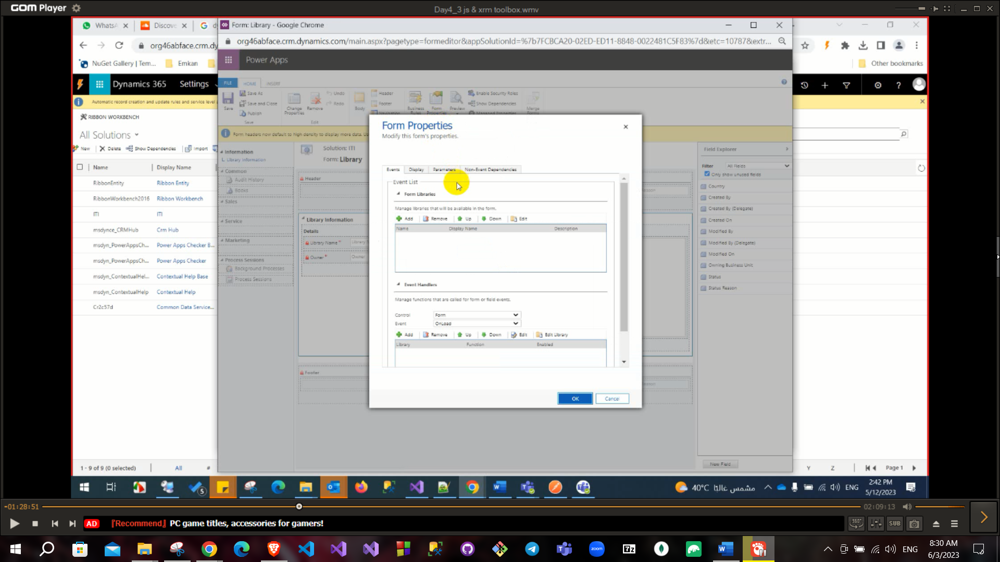 GOM Player
Day4_3 js & xrm toolbox.wmv
WhatsA
Discove
Form: Library - Google Chrome
org46abface.crm.dy
org46abface.crm.dynamics.com/main.aspx?pagetype=formeditor&appSolutionId=%7b7FCBCA20-02ED-ED11-8848-0022481C5F83%7d&etc=10787&extr...
NuGet Gallery | Tem...
Emkan
Other bookmarks
Power Apps
Dynamics 365
Settings
FILE
HOME
INSERT
Automatic record creation and update rules and service level
Save
Save As
Save and Close
Publish
Save
Change Properties
Remove
Undo
Redo
Edit
Body
Header
Footer
Navigation
Business Rules
Form Properties
Preview
Enable Security Roles
Show Dependencies
Managed Properties
Merge Forms
RIBBON WORKBENCH
All Solutions
New
Delete
Show Dependencies
Import
Name
Display Name
RibbonEntity
Ribbon Entity
RibbonWorkbench2016
Ribbon Workbench
ITI
ITI
msdynce_CRMHub
Crm Hub
msdyn_PowerAppsCh...
Power Apps Checker B...
msdyn_PowerAppsCh...
Power Apps Checker
msdyn_ContextualHel...
Contextual Help Base
msdyn_ContextualHelp
Contextual Help
Cr2c57d
Common Data Service...
1 - 9 of 9 (0 selected)
All
#
Y
Z
Page 1
Form headers now default to high density to display more data.
Information
Library Information
Common
Audit History
Books
Sales
Service
Marketing
Process Sessions
Background Processes
Process Sessions
Solution: ITI
Form: Library
Header
Library Information
Details
Library Name *
Owner *
Owner
Footer
Form Properties
Modify this form's properties.
Events
Display
Parameters
Non-Event Dependencies
Event List
Form Libraries
Manage libraries that will be available in the form.
Add
Remove
Up
Down
Edit
Name
Display Name
Description
Event Handlers
Manage functions that are called for form or field events.
Control
Form
Event
OnLoad
Add
Remove
Up
Down
Edit
Edit Library
Library
Function
Enabled
OK
Cancel
Field Explorer
Filter
All Fields
Only show unused fields
Country
Created By
Created By (Delegate)
Created On
Modified By
Modified By (Delegate)
Modified On
Owning Business Unit
Status
Status Reason
New Field
5
40°C مشمس غالبًا
ENG
2:42 PM
5/12/2023
-01:28:51
02:09:13
AD
『Recommend』 PC game titles, accessories for gamers!
360°
SUB
zoom
7z
ENG
8:30 AM
6/3/2023